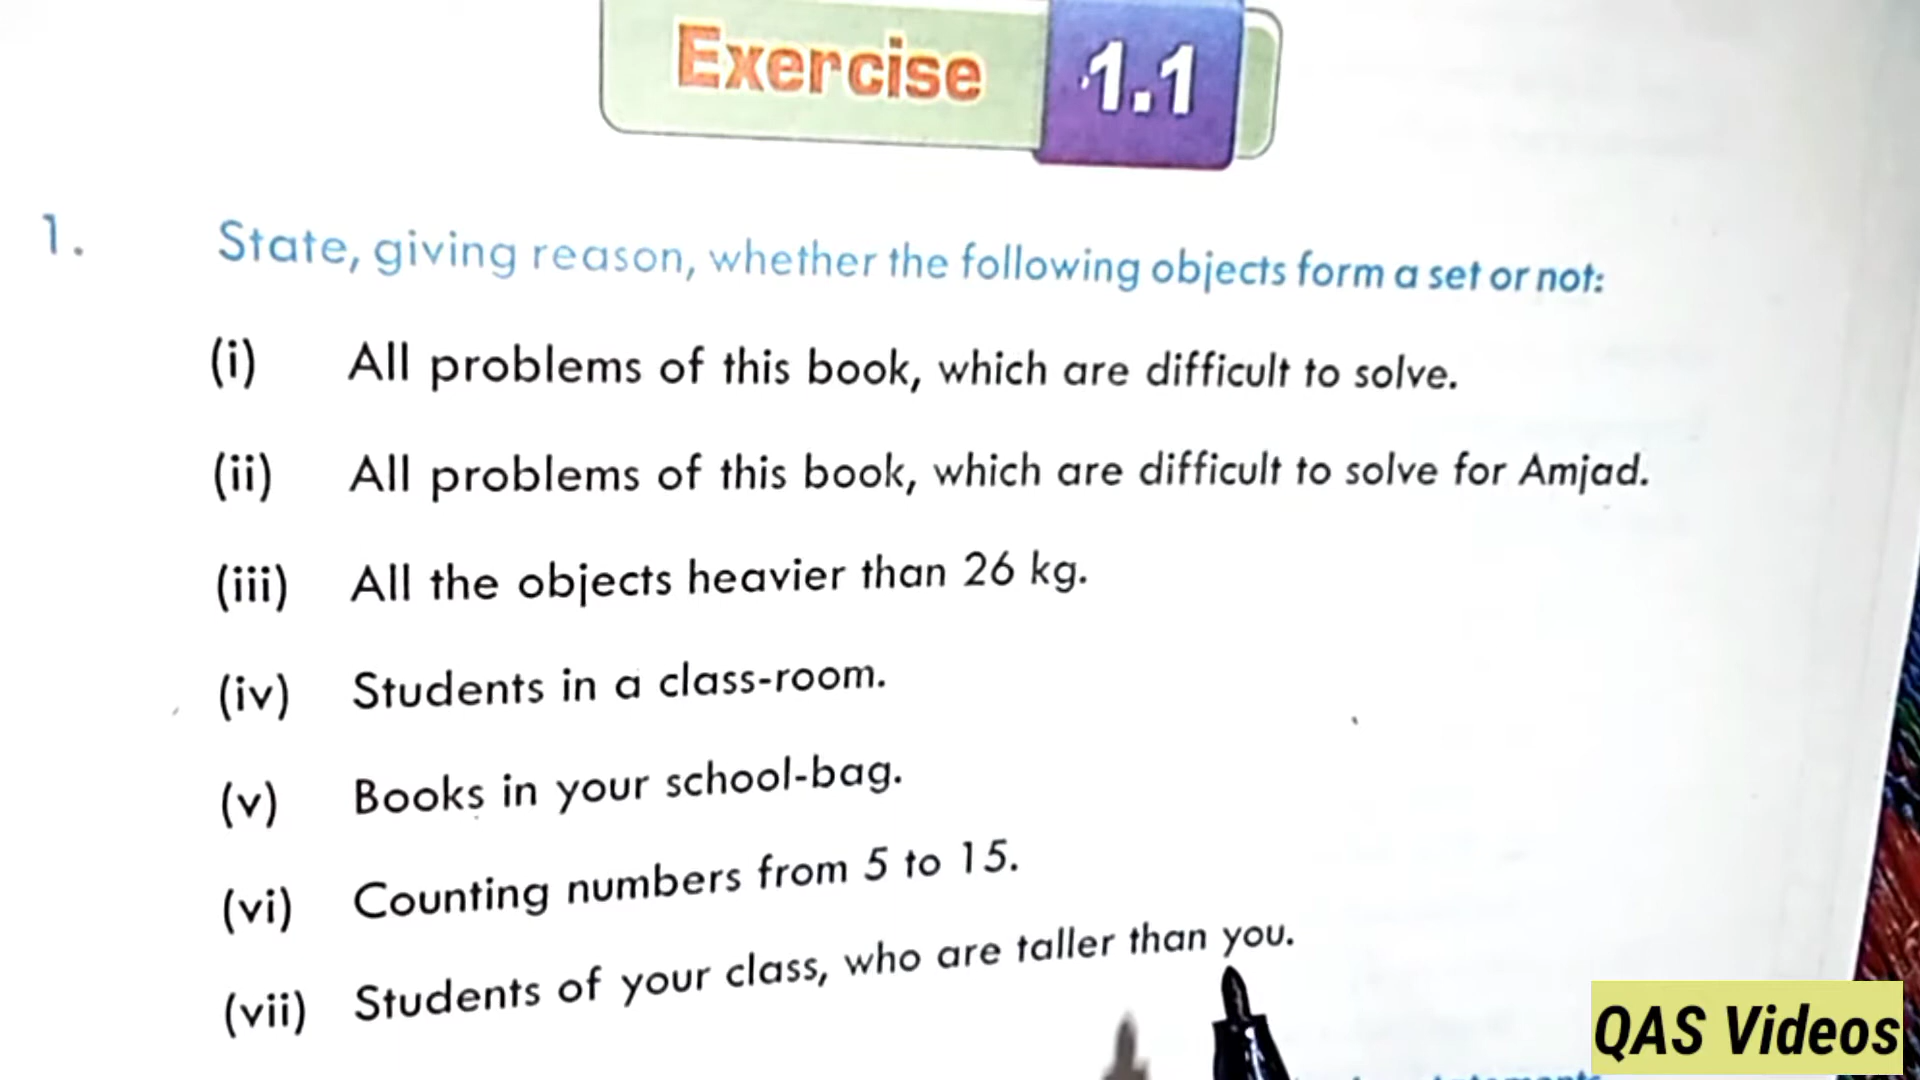 Exercise 1.1
1. State, giving reason, whether the following objects form a set or not:
(i) All problems of this book, which are difficult to solve.
(ii) All problems of this book, which are difficult to solve for Amjad.
(iii) All the objects heavier than 26 kg.
(iv) Students in a class-room.
(v) Books in your school-bag.
(vi) Counting numbers from 5 to 15.
(vii) Students of your class, who are taller than you.
QAS Videos